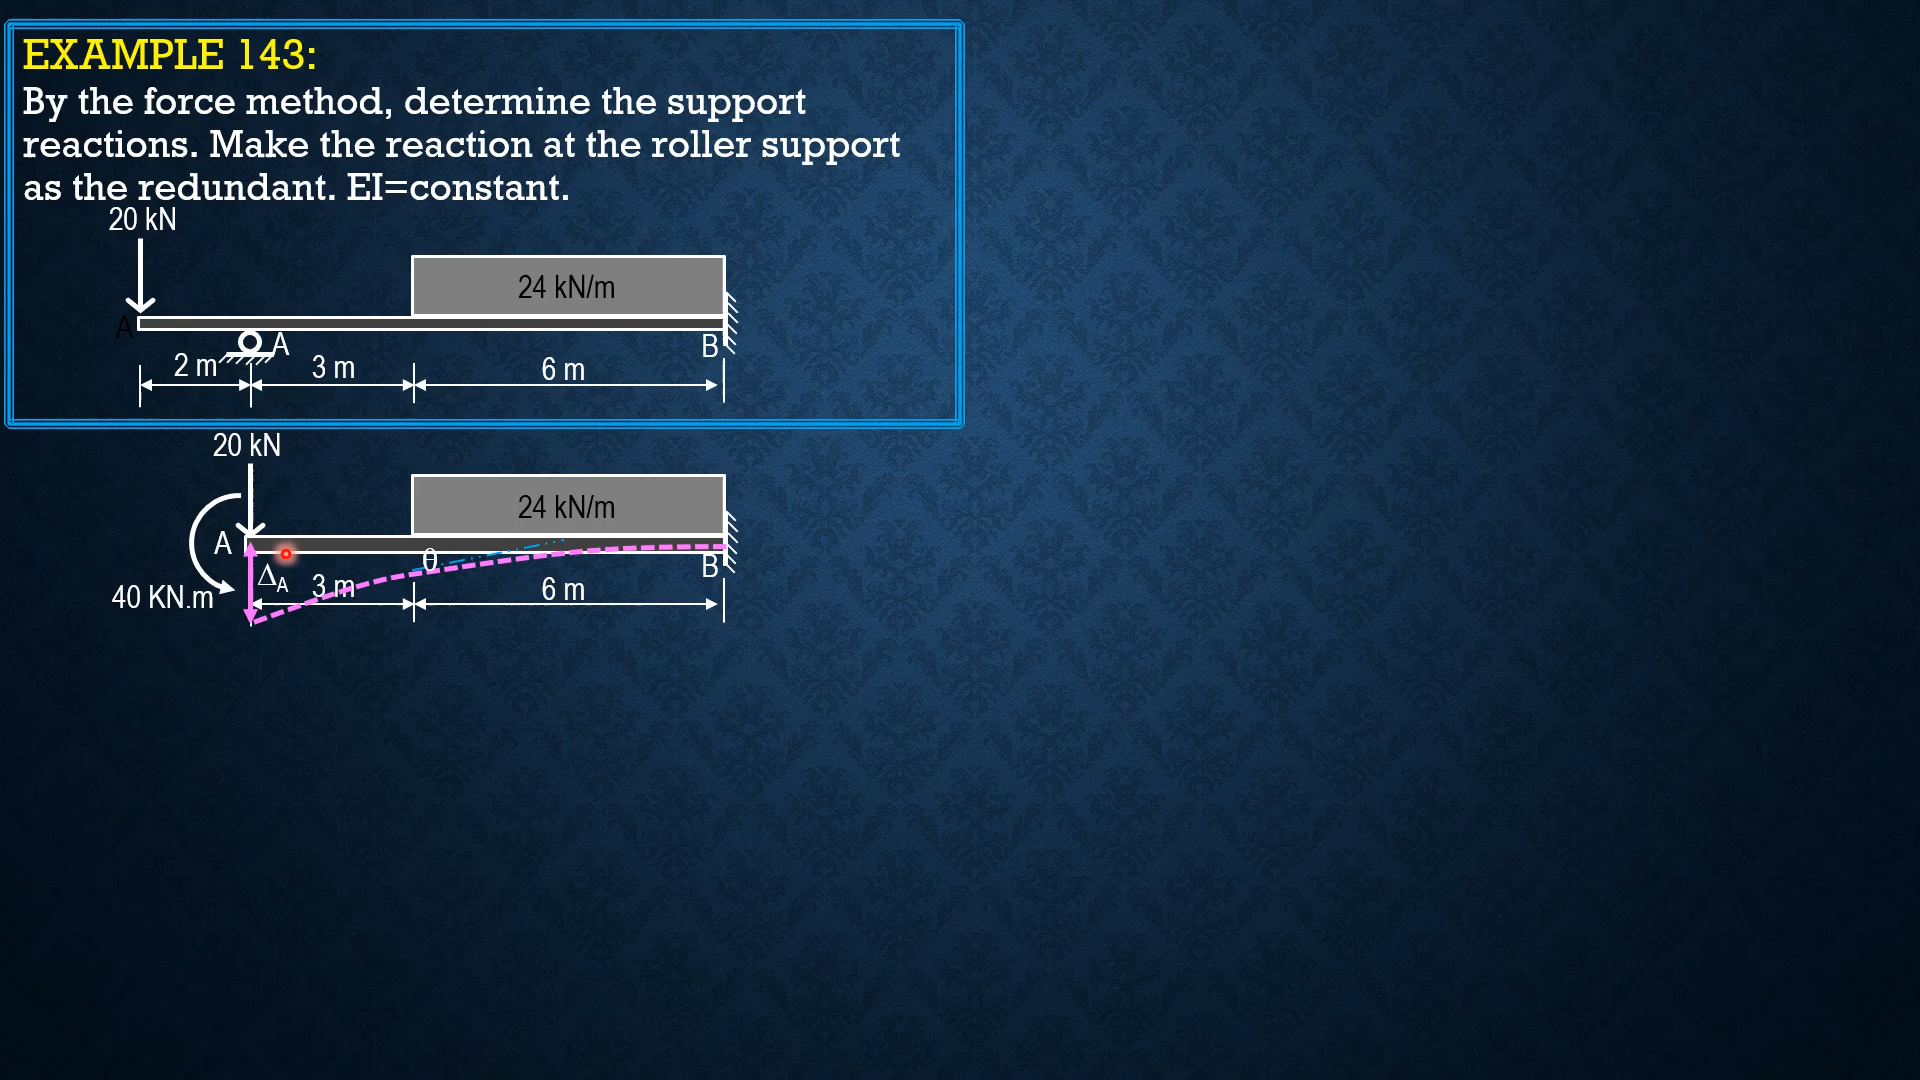 EXAMPLE 143:
By the force method, determine the support
reactions. Make the reaction at the roller support
as the redundant. EI=constant.
20 kN
24 kN/m
A
A
B
2 m
3 m
6 m
20 kN
24 kN/m
A
θ
B
ΔA
3 m
6 m
40 KN.m